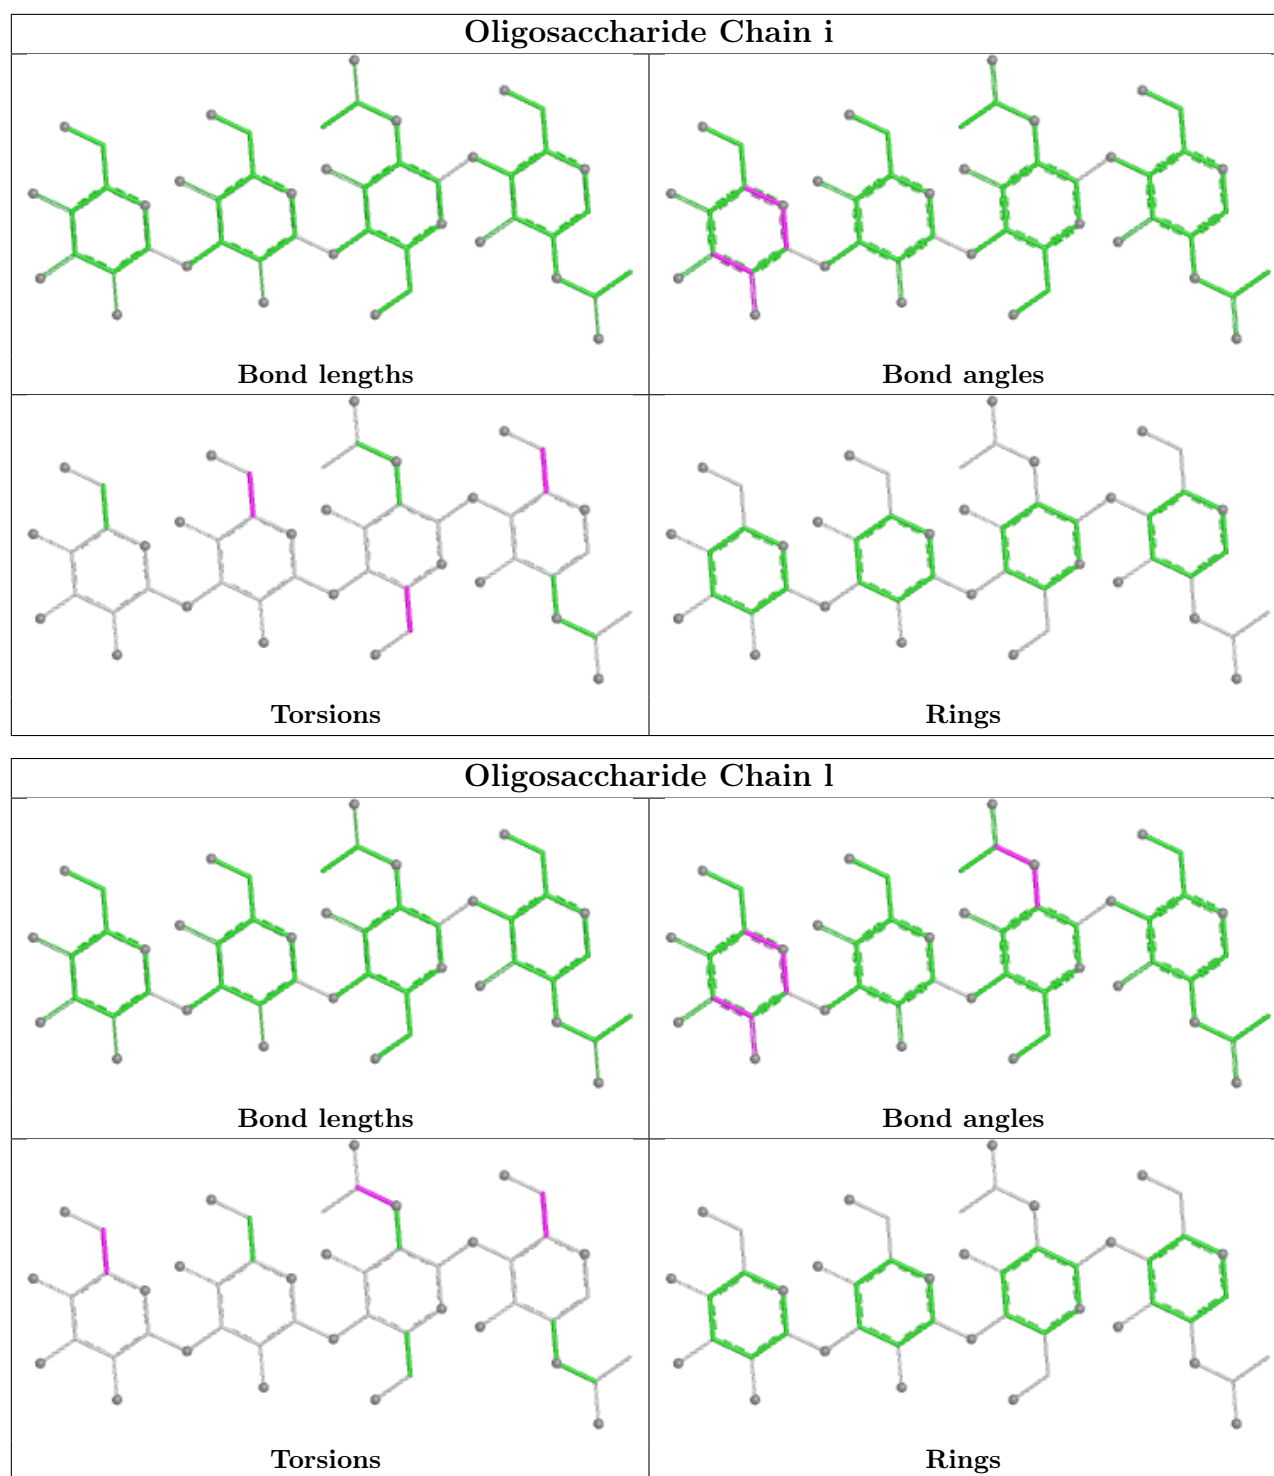 Oligosaccharide Chain i
Bond lengths
Bond angles
Torsions
Rings
Oligosaccharide Chain l
Bond lengths
Bond angles
Torsions
Rings